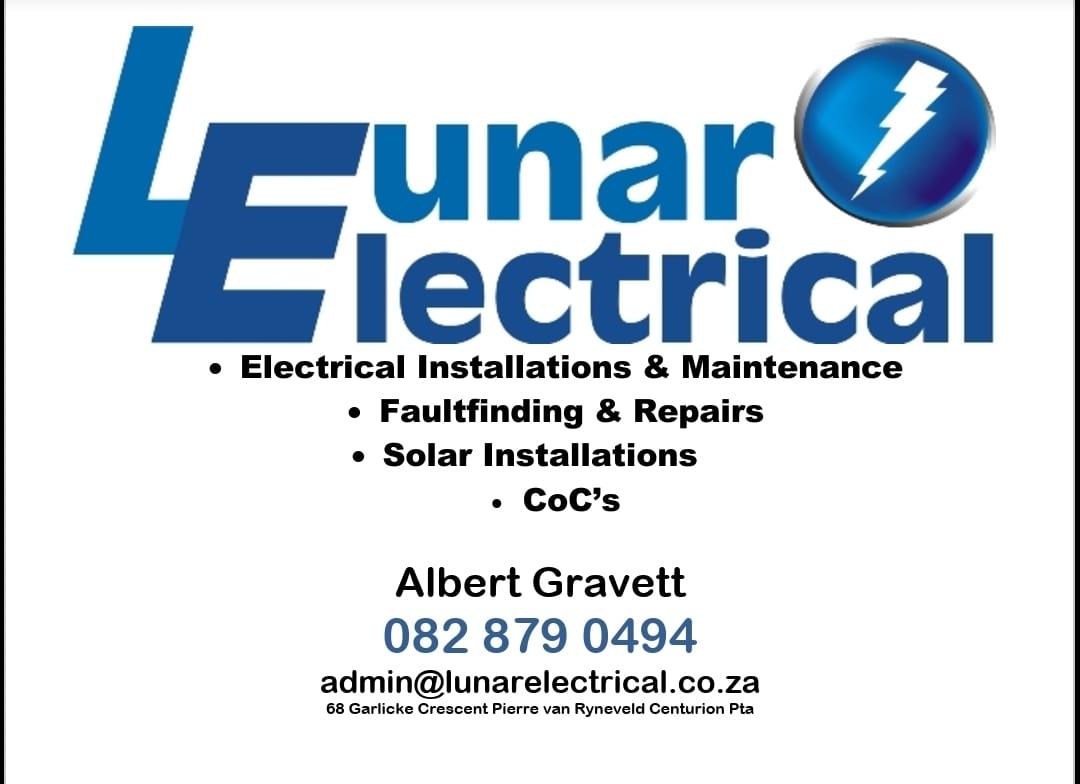 Lunar
Electrical
• Electrical Installations & Maintenance
• Faultfinding & Repairs
• Solar Installations
• CoC’s
Albert Gravett
082 879 0494
admin@lunarelectrical.co.za
68 Garlicke Crescent Pierre van Ryneveld Centurion Pta